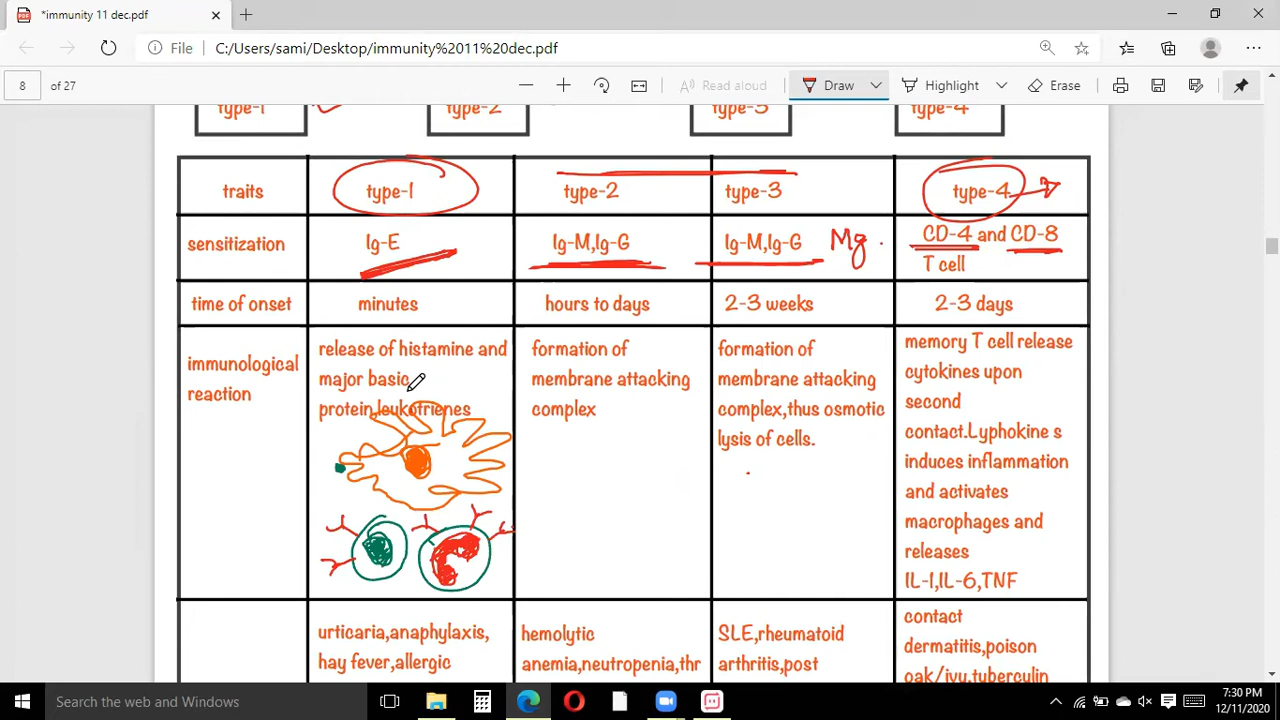 *immunity 11 dec.pdf
File C:/Users/sami/Desktop/immunity%2011%20dec.pdf
8 of 27 Read aloud Draw Highlight Erase
type-1 type-2 type-3 type-4
traits type-1 type-2 type-3 type-4
sensitization Ig-E Ig-M,Ig-G Ig-M,Ig-G Mg CD-4 and CD-8
T cell
time of onset minutes hours to days 2-3 weeks 2-3 days
immunological
reaction
release of histamine and
major basic
protein,leukotrienes
formation of
membrane attacking
complex
formation of
membrane attacking
complex,thus osmotic
lysis of cells.
memory T cell release
cytokines upon
second
contact.Lyphokine s
induces inflammation
and activates
macrophages and
releases
IL-1,IL-6,TNF
urticaria,anaphylaxis,
hay fever,allergic
hemolytic
anemia,neutropenia,thr
SLE,rheumatoid
arthritis,post
contact
dermatitis,poison
oak/ivy,tuberculin
Search the web and Windows
7:30 PM
12/11/2020